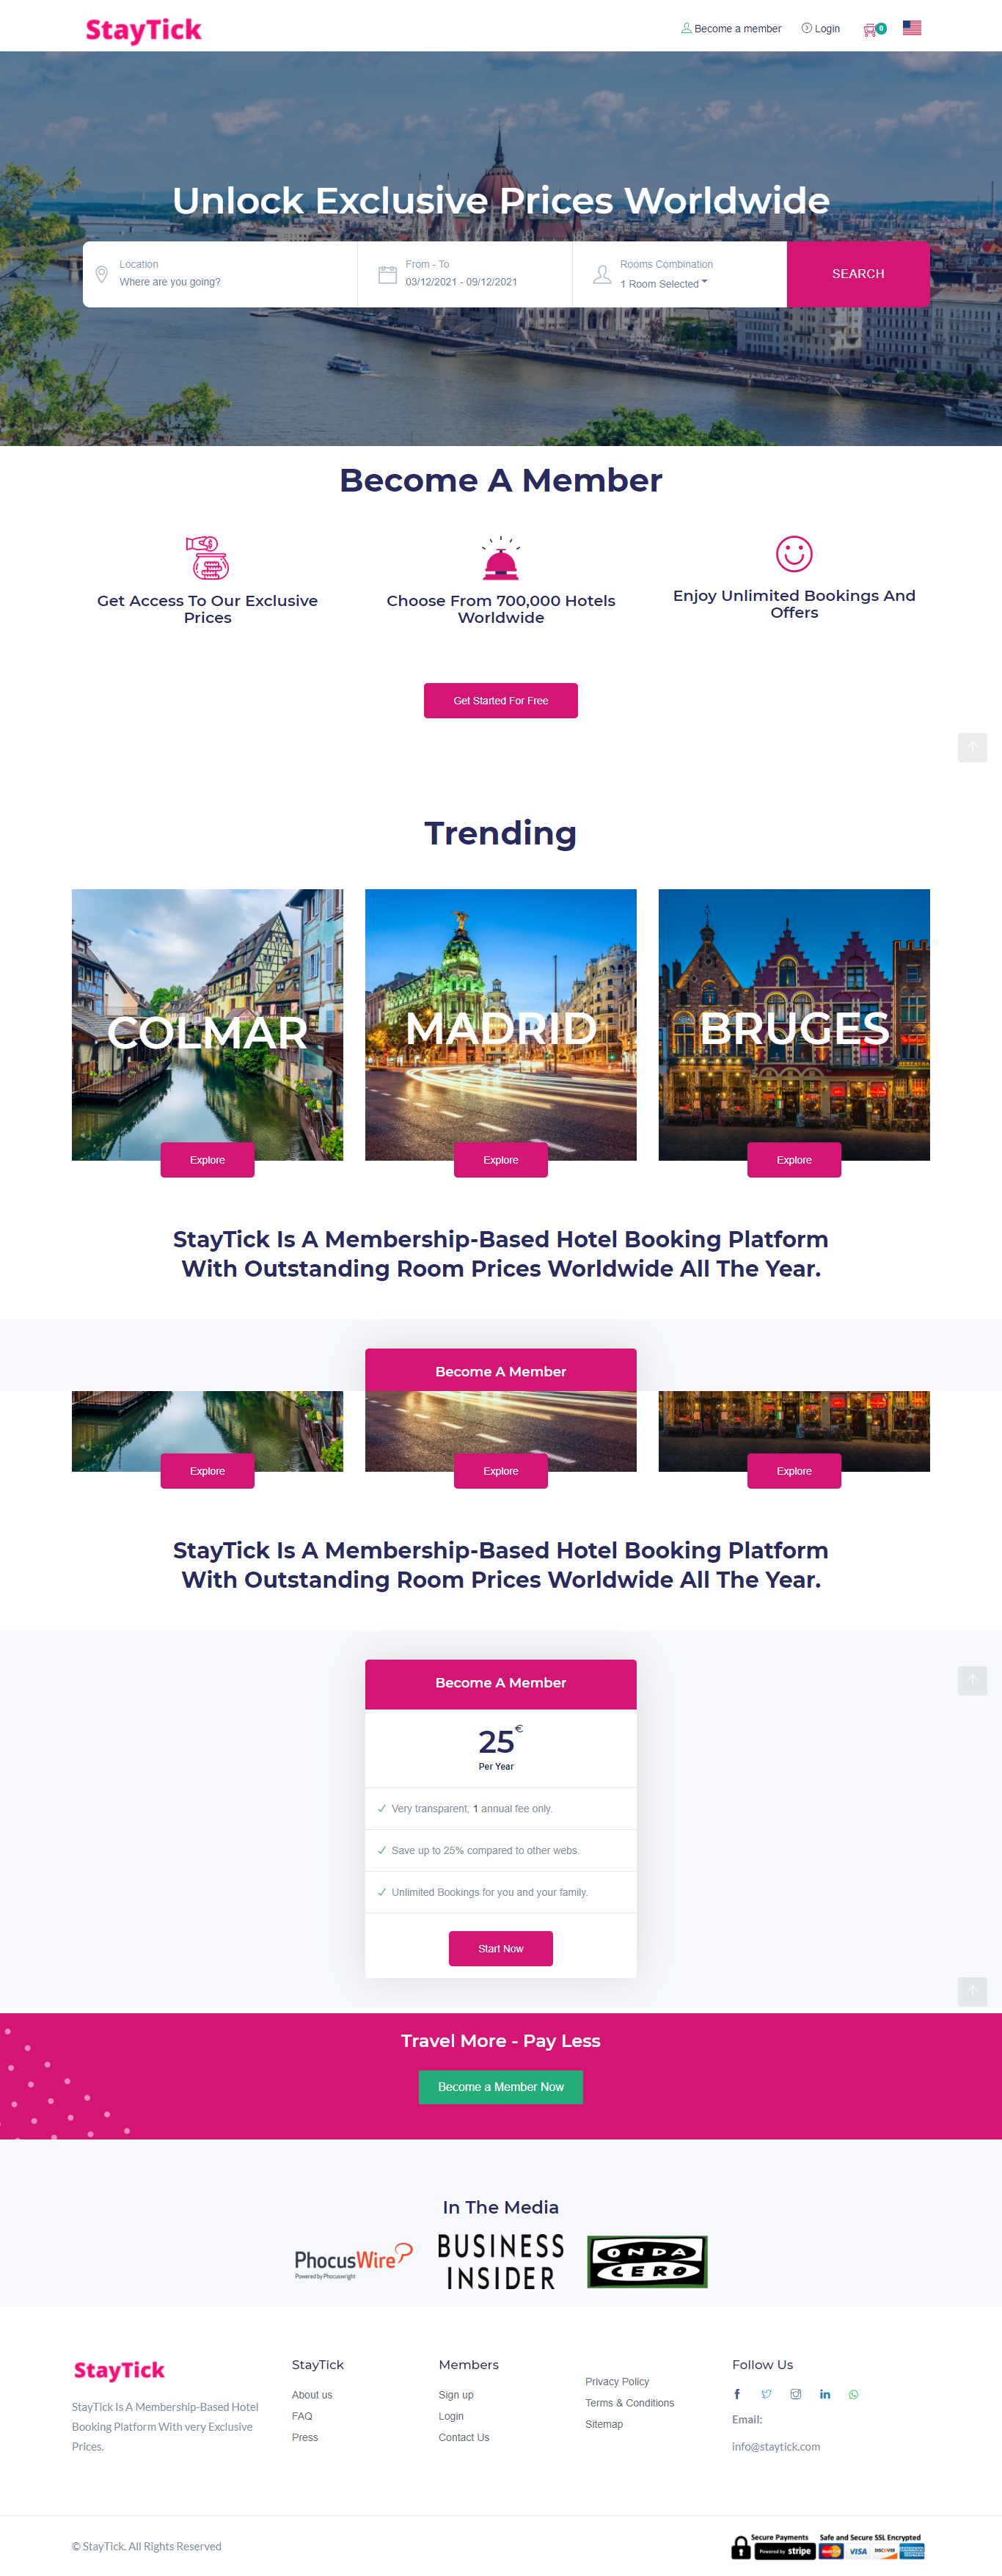 StayTick
Become a member
Login
0
Unlock Exclusive Prices Worldwide
Location
Where are you going?
From - To
03/12/2021 - 09/12/2021
Rooms Combination
1 Room Selected
SEARCH
Become A Member
Get Access To Our Exclusive
Prices
Choose From 700,000 Hotels
Worldwide
Enjoy Unlimited Bookings And
Offers
Get Started For Free
Trending
COLMAR
MADRID
BRUGES
Explore
Explore
Explore
StayTick Is A Membership-Based Hotel Booking Platform
With Outstanding Room Prices Worldwide All The Year.
Become A Member
Explore
Explore
Explore
StayTick Is A Membership-Based Hotel Booking Platform
With Outstanding Room Prices Worldwide All The Year.
Become A Member
25€
Per Year
Very transparent, 1 annual fee only.
Save up to 25% compared to other webs.
Unlimited Bookings for you and your family.
Start Now
Travel More - Pay Less
Become a Member Now
In The Media
PhocusWire
Powered by Phocuswright
BUSINESS
INSIDER
ONDA
CERO
StayTick
StayTick Is A Membership-Based Hotel
Booking Platform With very Exclusive
Prices.
StayTick
About us
FAQ
Press
Members
Sign up
Login
Contact Us
Privacy Policy
Terms & Conditions
Sitemap
Follow Us
Email:
info@staytick.com
© StayTick. All Rights Reserved
Secure Payments
Safe and Secure SSL Encrypted
Powered by stripe
MasterCard
VISA
DISCOVER